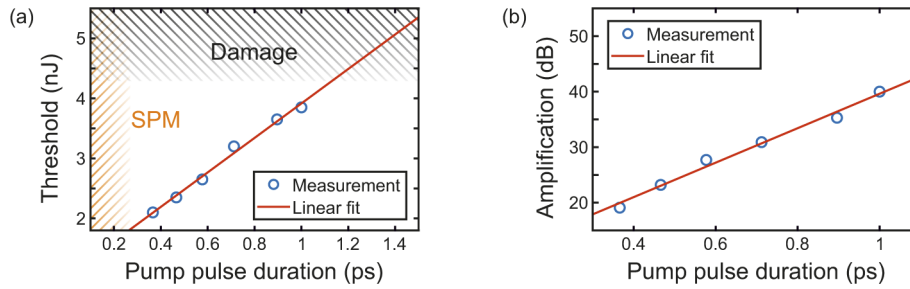 (a)
Threshold (nJ)
5
4
3
2
Damage
SPM
Measurement
Linear fit
0.2 0.4 0.6 0.8 1 1.2 1.4
Pump pulse duration (ps)
(b)
Amplification (dB)
50
40
30
20
Measurement
Linear fit
0.4 0.6 0.8 1
Pump pulse duration (ps)